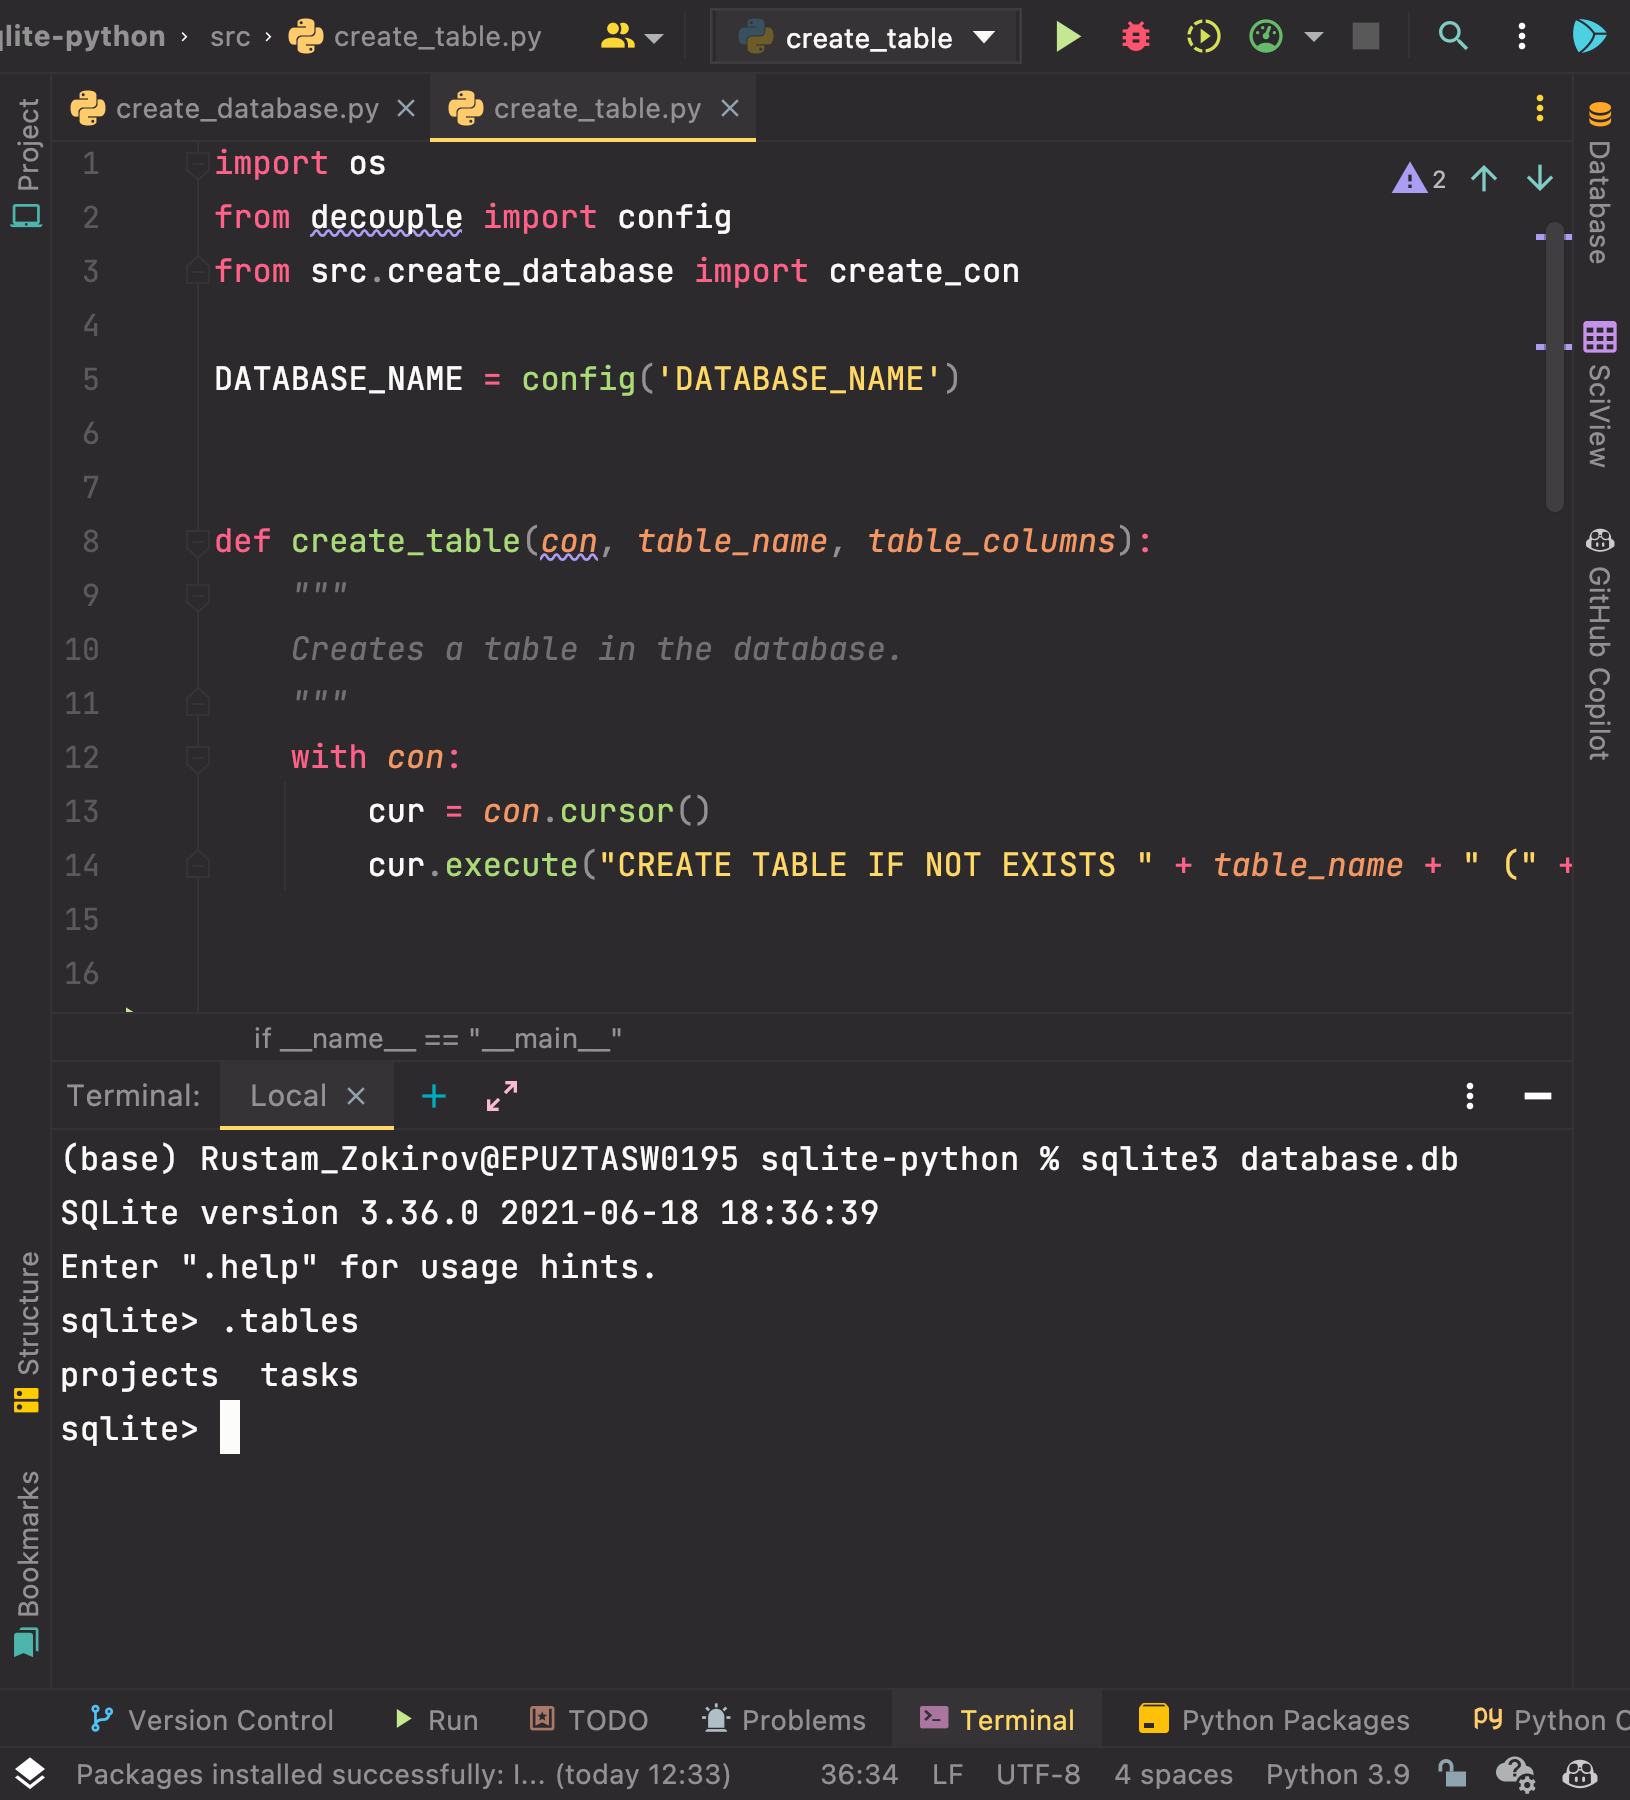 lite-python › src › create_table.py create_table
Project
create_database.py × create_table.py ×
1 import os
2 2
2 from decouple import config
3 from src.create_database import create_con
4
5 DATABASE_NAME = config('DATABASE_NAME')
6
7
8 def create_table(con, table_name, table_columns):
9 """
10 Creates a table in the database.
11 """
12 with con:
13 cur = con.cursor()
14 cur.execute("CREATE TABLE IF NOT EXISTS " + table_name + " (" +
15
16
if __name__ == "__main__"
Database
SciView
GitHub Copilot
Terminal: Local × +
(base) Rustam_Zokirov@EPUZTASW0195 sqlite-python % sqlite3 database.db
SQLite version 3.36.0 2021-06-18 18:36:39
Enter ".help" for usage hints.
sqlite> .tables
projects tasks
sqlite>
Structure
Bookmarks
Version Control Run TODO Problems Terminal Python Packages Python C
Packages installed successfully: I... (today 12:33) 36:34 LF UTF-8 4 spaces Python 3.9